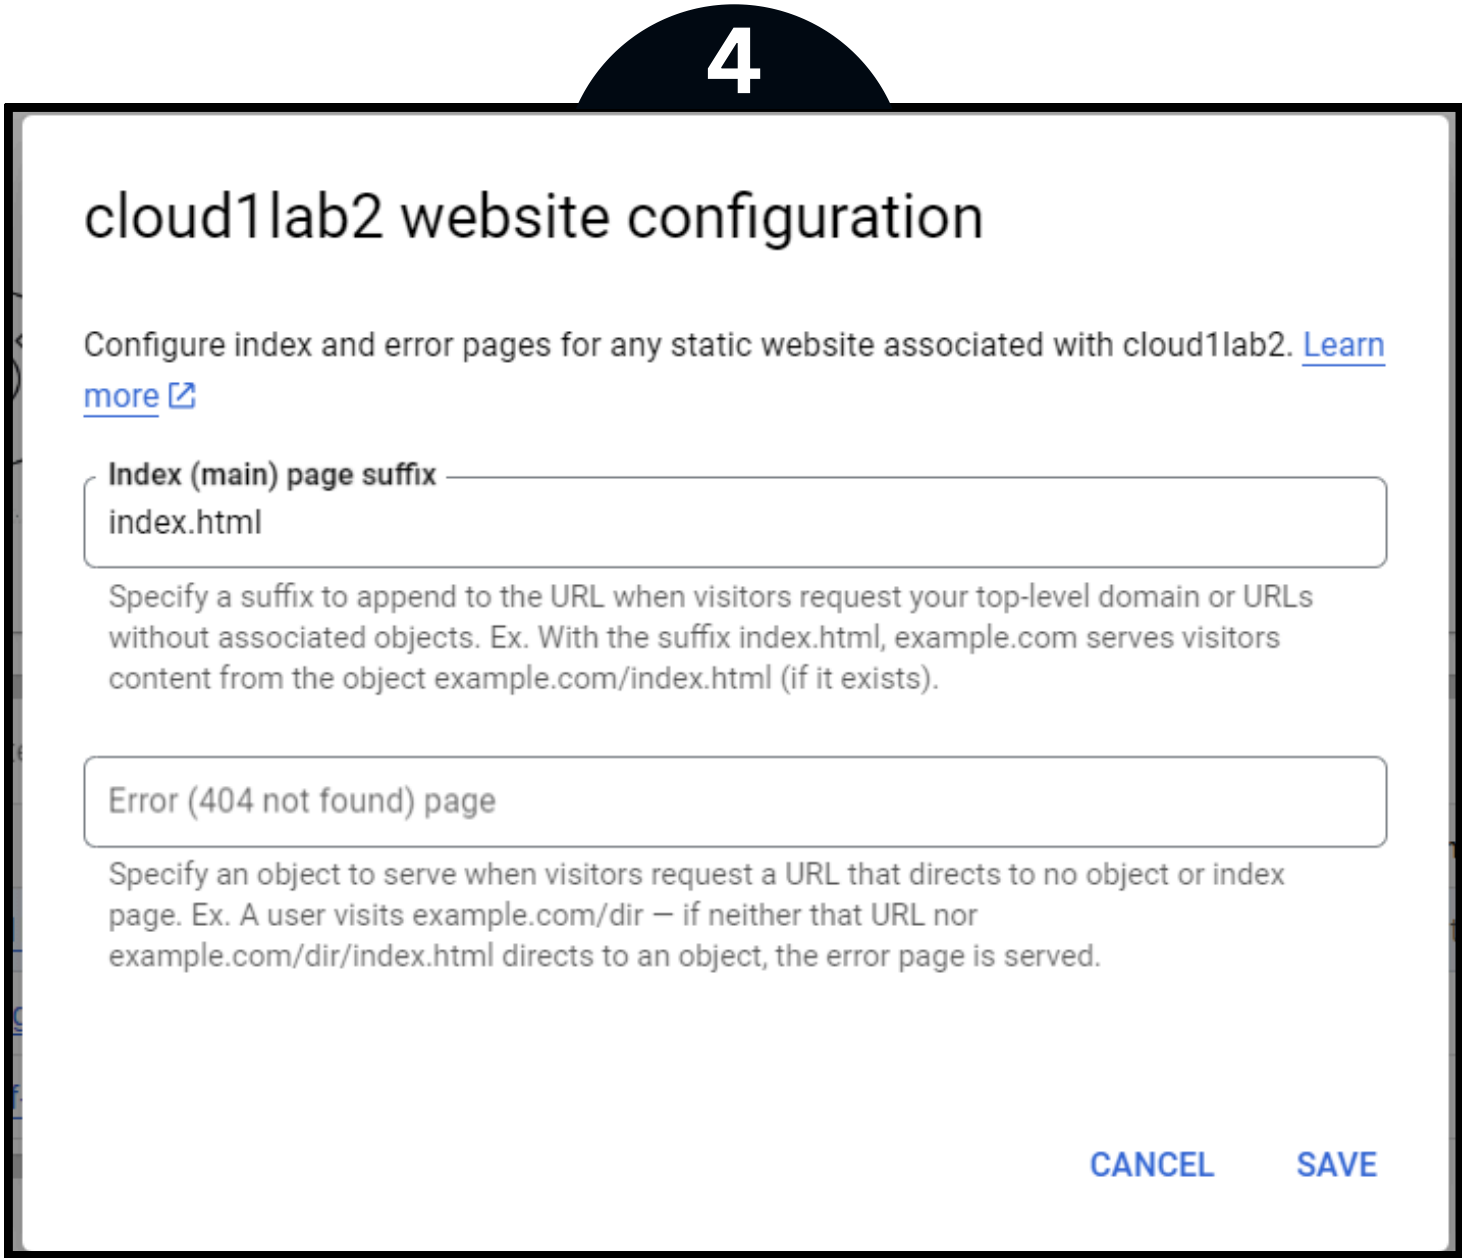 4
cloud1lab2 website configuration
Configure index and error pages for any static website associated with cloud1lab2. Learn
more
Index (main) page suffix
index.html
Specify a suffix to append to the URL when visitors request your top-level domain or URLs
without associated objects. Ex. With the suffix index.html, example.com serves visitors
content from the object example.com/index.html (if it exists).
Error (404 not found) page
Specify an object to serve when visitors request a URL that directs to no object or index
page. Ex. A user visits example.com/dir — if neither that URL nor
example.com/dir/index.html directs to an object, the error page is served.
CANCEL SAVE